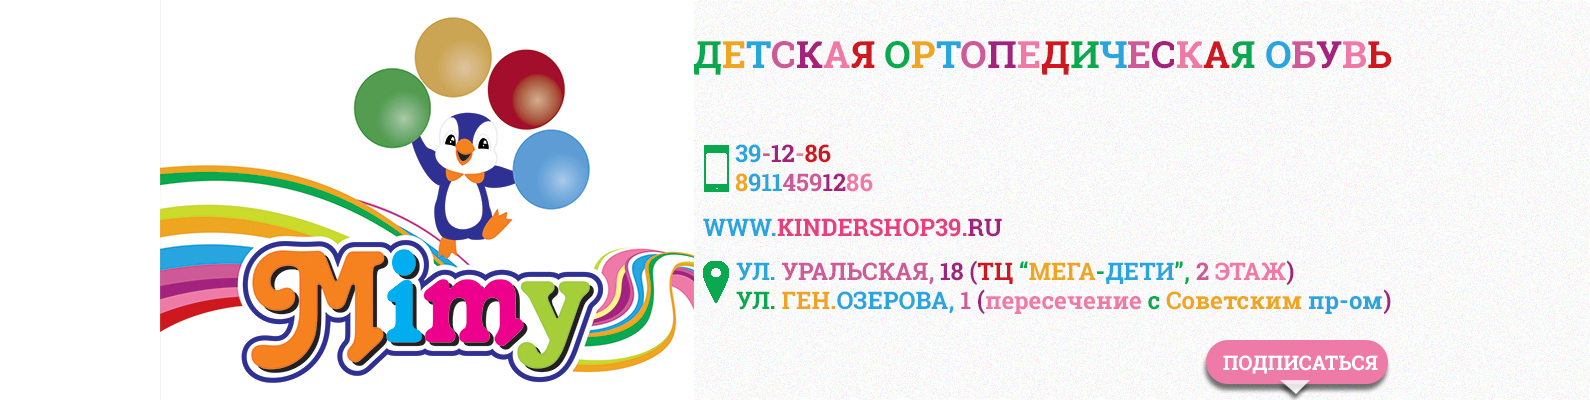 ДЕТСКАЯ ОРТОПЕДИЧЕСКАЯ ОБУВЬ
39-12-86
89114591286
WWW.KINDERSHOP39.RU
УЛ. УРАЛЬСКАЯ, 18 (ТЦ “МЕГА-ДЕТИ”, 2 ЭТАЖ)
УЛ. ГЕН.ОЗЕРОВА, 1 (пересечение с Советским пр-ом)
Mimy
ПОДПИСАТЬСЯ